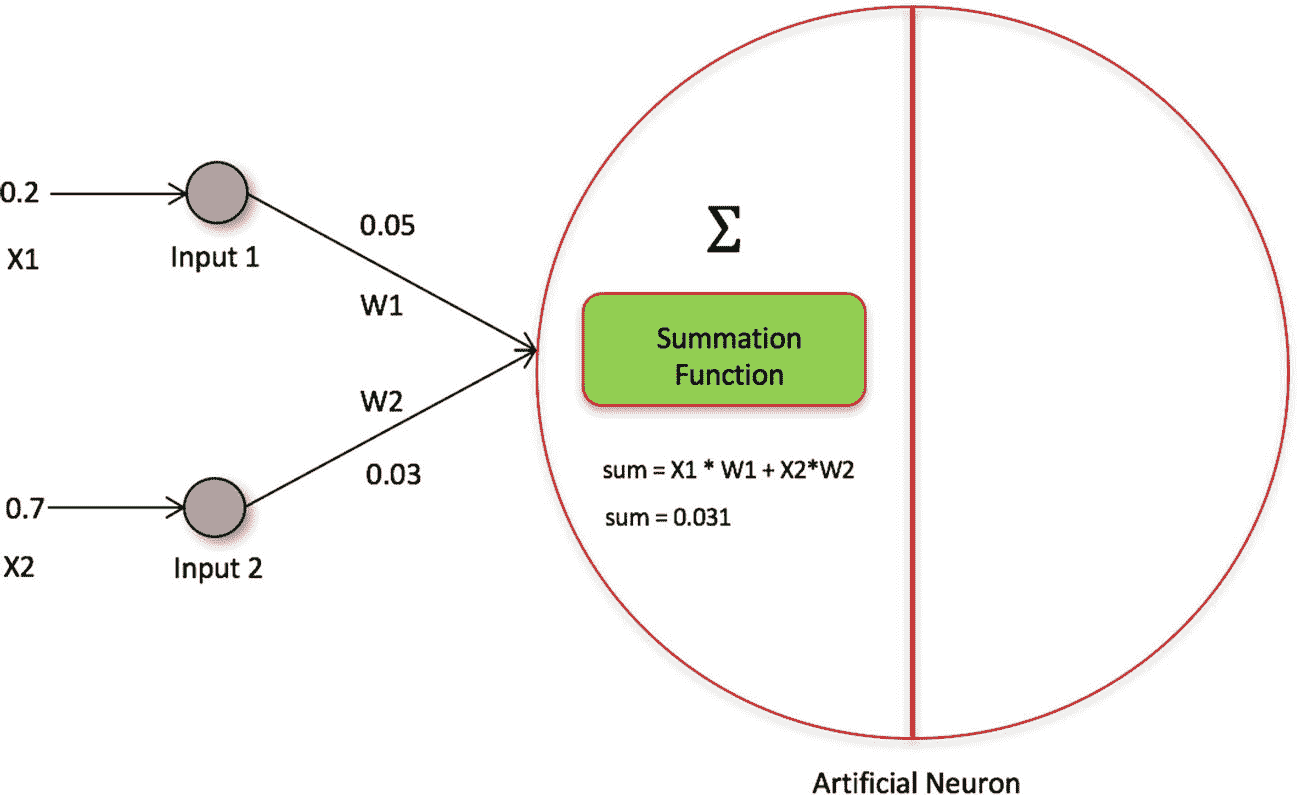 0.2
X1
Input 1
0.05
W1
W2
0.03
0.7
X2
Input 2
Σ
Summation
Function
sum = X1 * W1 + X2*W2
sum = 0.031
Artificial Neuron